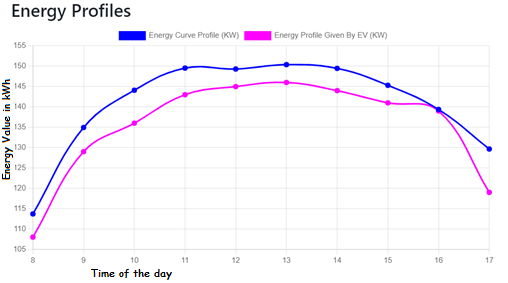 Energy Profiles
Energy Curve Profile (KW) Energy Profile Given By EV (KW)
155
150
145
140
135
130
125
120
115
110
105
Energy Value in kWh
8 9 10 11 12 13 14 15 16 17
Time of the day